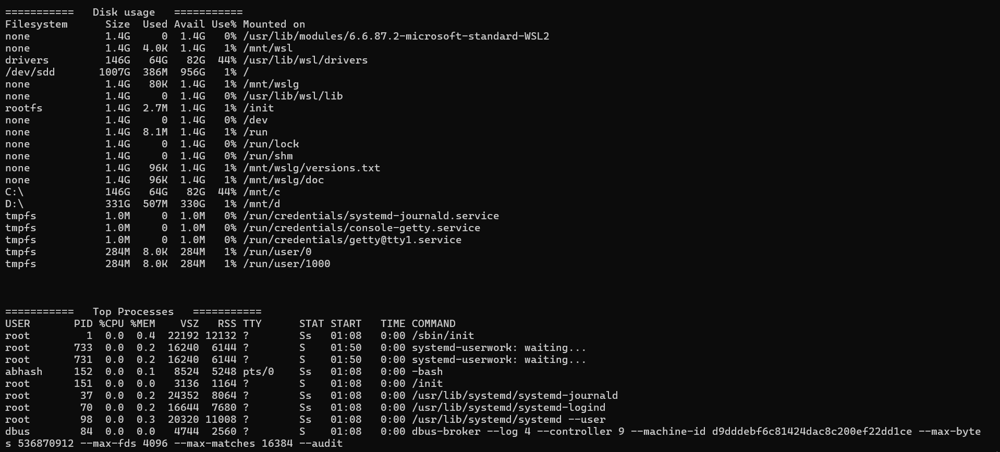 ===========   Disk usage   ===========
Filesystem      Size  Used Avail Use% Mounted on
none            1.4G     0  1.4G   0% /usr/lib/modules/6.6.87.2-microsoft-standard-WSL2
none            1.4G  4.0K  1.4G   1% /mnt/wsl
drivers         146G   64G   82G  44% /usr/lib/wsl/drivers
/dev/sdd       1007G  386M  956G   1% /
none            1.4G   80K  1.4G   1% /mnt/wslg
none            1.4G     0  1.4G   0% /usr/lib/wsl/lib
rootfs          1.4G  2.7M  1.4G   1% /init
none            1.4G     0  1.4G   0% /dev
none            1.4G  8.1M  1.4G   1% /run
none            1.4G     0  1.4G   0% /run/lock
none            1.4G     0  1.4G   0% /run/shm
none            1.4G   96K  1.4G   1% /mnt/wslg/versions.txt
none            1.4G   96K  1.4G   1% /mnt/wslg/doc
C:\             146G   64G   82G  44% /mnt/c
D:\             331G  507M  330G   1% /mnt/d
tmpfs           1.0M     0  1.0M   0% /run/credentials/systemd-journald.service
tmpfs           1.0M     0  1.0M   0% /run/credentials/console-getty.service
tmpfs           1.0M     0  1.0M   0% /run/credentials/getty@tty1.service
tmpfs           284M  8.0K  284M   1% /run/user/0
tmpfs           284M  8.0K  284M   1% /run/user/1000
===========   Top Processes   ===========
USER       PID %CPU %MEM    VSZ   RSS TTY      STAT START   TIME COMMAND
root         1  0.0  0.4  22192 12132 ?        Ss   01:08   0:00 /sbin/init
root       733  0.0  0.2  16240  6144 ?        S    01:50   0:00 systemd-userwork: waiting...
root       731  0.0  0.2  16240  6144 ?        S    01:50   0:00 systemd-userwork: waiting...
abhash     152  0.0  0.1   8524  5248 pts/0    Ss   01:08   0:00 -bash
root       151  0.0  0.0   3136  1164 ?        S    01:08   0:00 /init
root        37  0.0  0.2  24352  8064 ?        Ss   01:08   0:00 /usr/lib/systemd/systemd-journald
root        70  0.0  0.2  16644  7680 ?        Ss   01:08   0:00 /usr/lib/systemd/systemd-logind
root        98  0.0  0.3  20320 11008 ?        Ss   01:08   0:00 /usr/lib/systemd/systemd --user
dbus        84  0.0  0.0   4744  2560 ?        S    01:08   0:00 dbus-broker --log 4 --controller 9 --machine-id d9dddebf6c81424dac8c200ef22dd1ce --max-byte
s 536870912 --max-fds 4096 --max-matches 16384 --audit